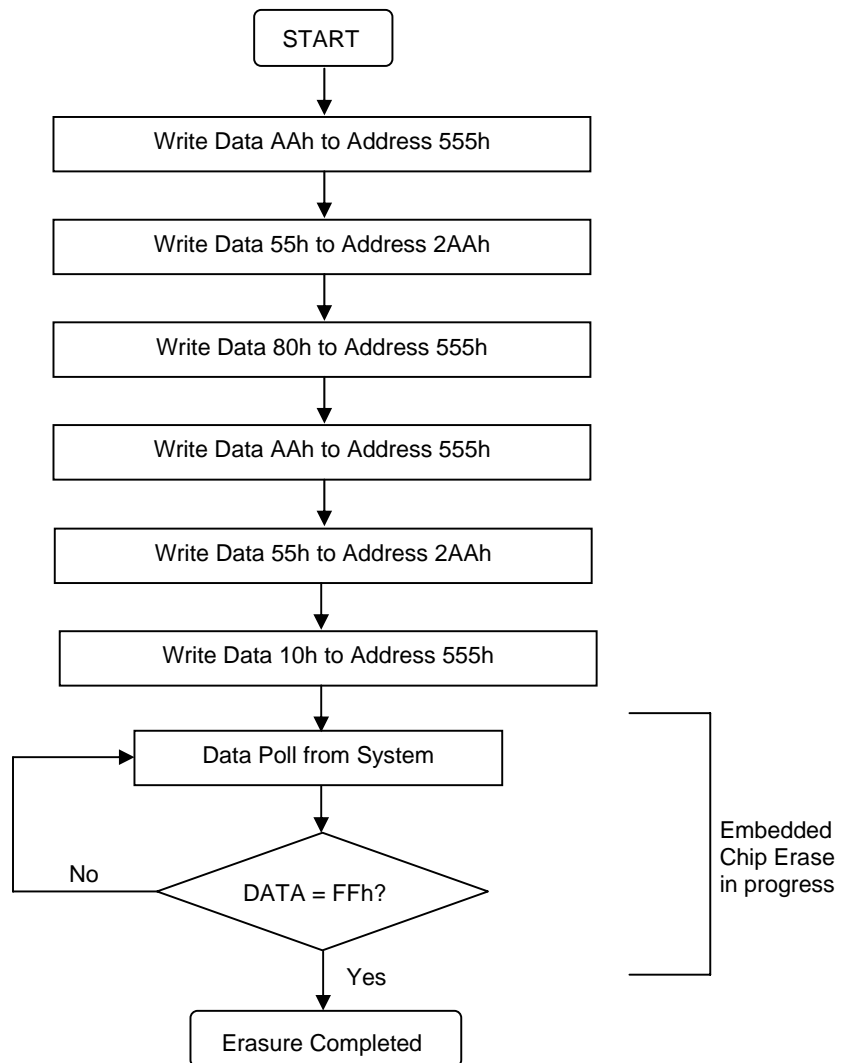 START
Write Data AAh to Address 555h
Write Data 55h to Address 2AAh
Write Data 80h to Address 555h
Write Data AAh to Address 555h
Write Data 55h to Address 2AAh
Write Data 10h to Address 555h
Data Poll from System
Embedded
Chip Erase
in progress
No
DATA = FFh?
Yes
Erasure Completed